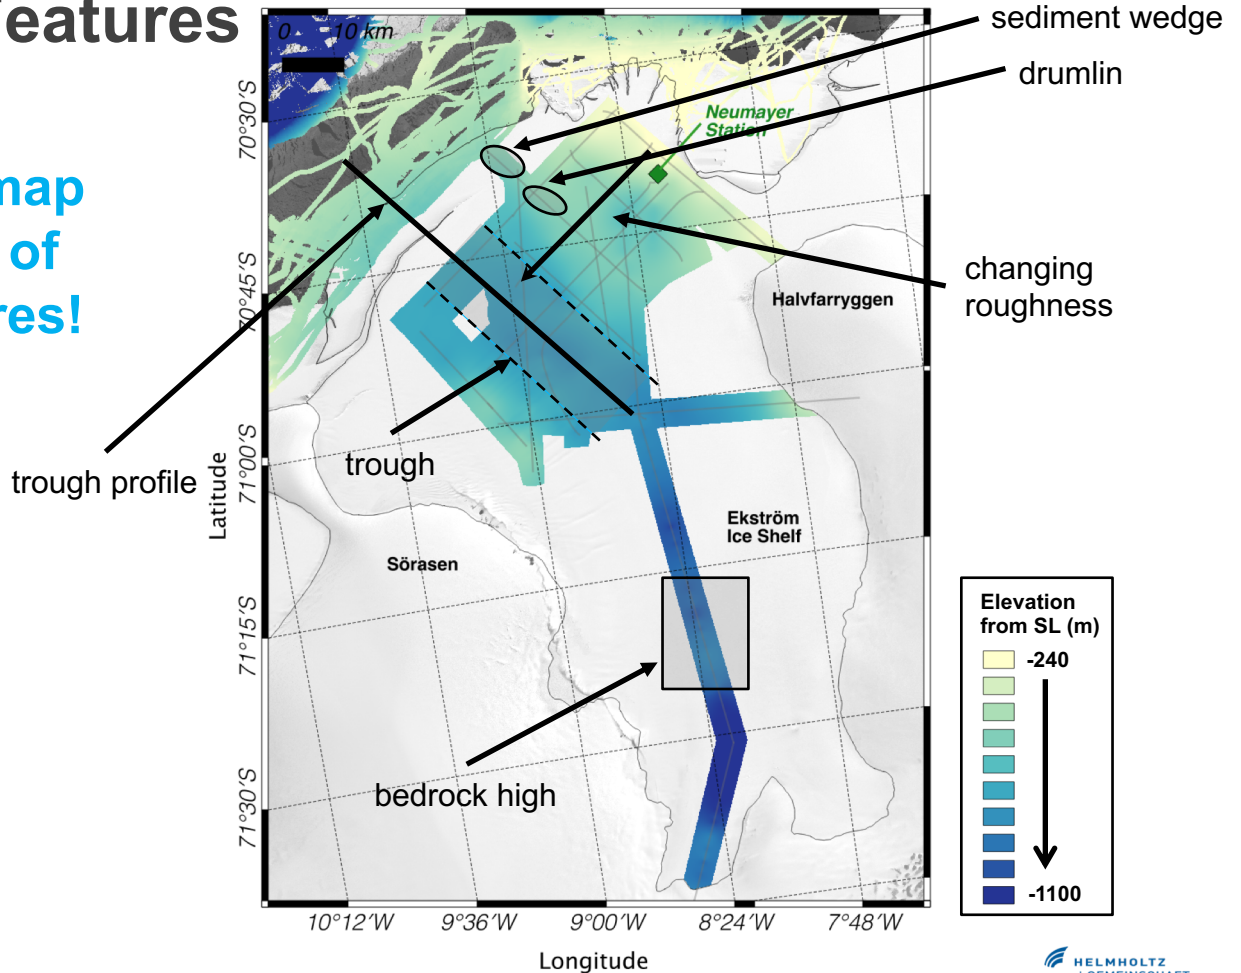 eatures
map
of
res!
0 10 km
sediment wedge
drumlin
Neumayer
Station
changing
roughness
Halvfarryggen
trough profile
trough
Ekström
Ice Shelf
Sörasen
bedrock high
Latitude
70°30'S
70°45'S
71°00'S
71°15'S
71°30'S
10°12'W
9°36'W
9°00'W
8°24'W
7°48'W
Longitude
Elevation
from SL (m)
-240
-1100
HELMHOLTZ